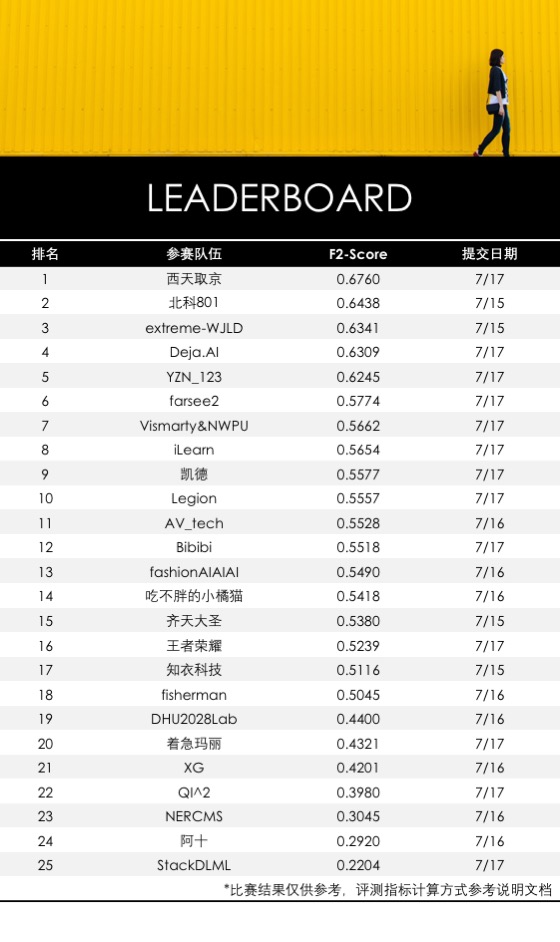 LEADERBOARD
排名 参赛队伍 F2-Score 提交日期
1 西天取京 0.6760 7/17
2 北科801 0.6438 7/15
3 extreme-WJLD 0.6341 7/15
4 Deja.AI 0.6309 7/17
5 YZN_123 0.6245 7/17
6 farsee2 0.5774 7/17
7 Vismarty&NWPU 0.5662 7/17
8 iLearn 0.5654 7/17
9 凯德 0.5577 7/17
10 Legion 0.5557 7/17
11 AV_tech 0.5528 7/16
12 Bibibi 0.5518 7/17
13 fashionAIAIAI 0.5490 7/16
14 吃不胖的小橘猫 0.5418 7/16
15 齐天大圣 0.5380 7/15
16 王者荣耀 0.5239 7/17
17 知衣科技 0.5116 7/15
18 fisherman 0.5045 7/16
19 DHU2028Lab 0.4400 7/16
20 着急玛丽 0.4321 7/17
21 XG 0.4201 7/16
22 QI^2 0.3980 7/17
23 NERCMS 0.3045 7/16
24 阿十 0.2920 7/16
25 StackDLML 0.2204 7/17
*比赛结果仅供参考，评测指标计算方式参考说明文档